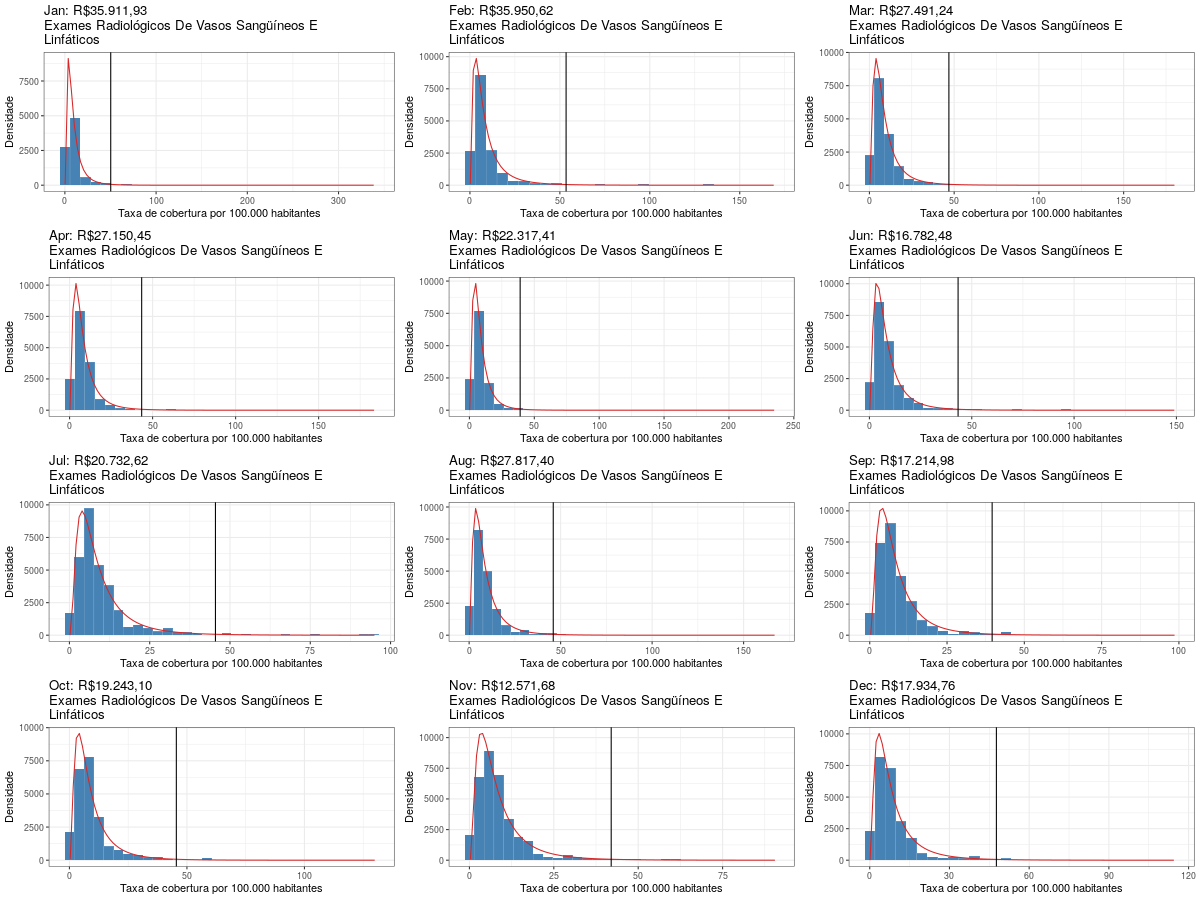 Jan: R$35.911,93
Exames Radiológicos De Vasos Sangüíneos E
Linfáticos
Densidade
7500
5000
2500
0
0 100 200 300
Taxa de cobertura por 100.000 habitantes
Feb: R$35.950,62
Exames Radiológicos De Vasos Sangüíneos E
Linfáticos
Densidade
10000
7500
5000
2500
0
0 50 100 150
Taxa de cobertura por 100.000 habitantes
Mar: R$27.491,24
Exames Radiológicos De Vasos Sangüíneos E
Linfáticos
Densidade
10000
7500
5000
2500
0
0 50 100 150
Taxa de cobertura por 100.000 habitantes
Apr: R$27.150,45
Exames Radiológicos De Vasos Sangüíneos E
Linfáticos
Densidade
10000
7500
5000
2500
0
0 50 100 150
Taxa de cobertura por 100.000 habitantes
May: R$22.317,41
Exames Radiológicos De Vasos Sangüíneos E
Linfáticos
Densidade
10000
7500
5000
2500
0
0 50 100 150 200 250
Taxa de cobertura por 100.000 habitantes
Jun: R$16.782,48
Exames Radiológicos De Vasos Sangüíneos E
Linfáticos
Densidade
10000
7500
5000
2500
0
0 50 100 150
Taxa de cobertura por 100.000 habitantes
Jul: R$20.732,62
Exames Radiológicos De Vasos Sangüíneos E
Linfáticos
Densidade
10000
7500
5000
2500
0
0 25 50 75 100
Taxa de cobertura por 100.000 habitantes
Aug: R$27.817,40
Exames Radiológicos De Vasos Sangüíneos E
Linfáticos
Densidade
10000
7500
5000
2500
0
0 50 100 150
Taxa de cobertura por 100.000 habitantes
Sep: R$17.214,98
Exames Radiológicos De Vasos Sangüíneos E
Linfáticos
Densidade
10000
7500
5000
2500
0
0 25 50 75 100
Taxa de cobertura por 100.000 habitantes
Oct: R$19.243,10
Exames Radiológicos De Vasos Sangüíneos E
Linfáticos
Densidade
10000
7500
5000
2500
0
0 50 100
Taxa de cobertura por 100.000 habitantes
Nov: R$12.571,68
Exames Radiológicos De Vasos Sangüíneos E
Linfáticos
Densidade
10000
7500
5000
2500
0
0 25 50 75
Taxa de cobertura por 100.000 habitantes
Dec: R$17.934,76
Exames Radiológicos De Vasos Sangüíneos E
Linfáticos
Densidade
10000
7500
5000
2500
0
0 30 60 90 120
Taxa de cobertura por 100.000 habitantes